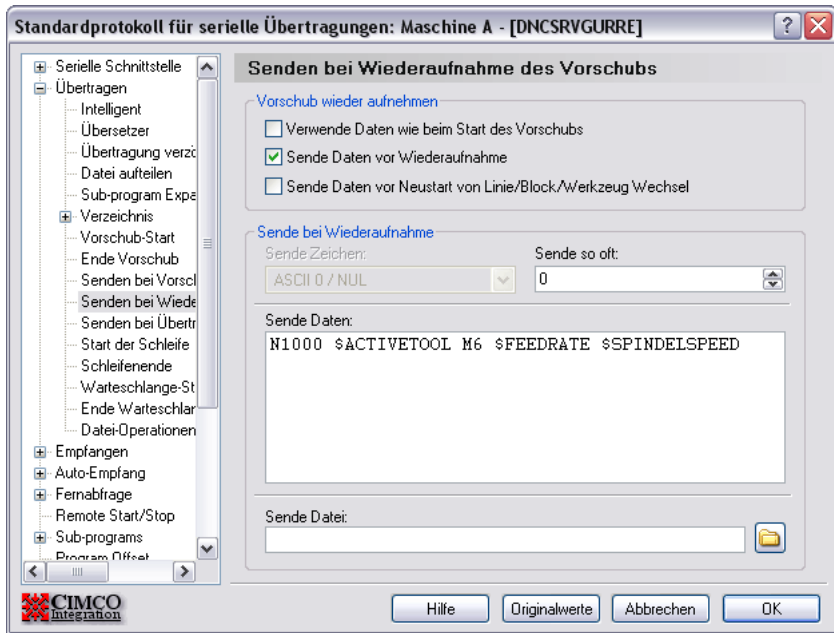 Standardprotokoll für serielle Übertragungen: Maschine A - [DNCSRVGURRE]
Serielle Schnittstelle
Übertragen
Intelligent
Übersetzer
Übertragung verzö
Datei aufteilen
Sub-program Expa
Verzeichnis
Vorschub-Start
Ende Vorschub
Senden bei Vorscl
Senden bei Wiede
Senden bei Übertr
Start der Schleife
Schleifenende
Warteschlange-St
Ende Warteschlar
Datei-Operationen
Empfangen
Auto-Empfang
Fernabfrage
Remote Start/Stop
Sub-programs
Program Offset
Senden bei Wiederaufnahme des Vorschubs
Vorschub wieder aufnehmen
Verwende Daten wie beim Start des Vorschubs
Sende Daten vor Wiederaufnahme
Sende Daten vor Neustart von Linie/Block/Werkzeug Wechsel
Sende bei Wiederaufnahme
Sende Zeichen:
Sende so oft:
ASCII 0 / NUL
0
Sende Daten:
N1000 $ACTIVETOOL M6 $FEEDRATE $SPINDELSPEED
Sende Datei:
CIMCO
Integration
Hilfe
Originalwerte
Abbrechen
OK